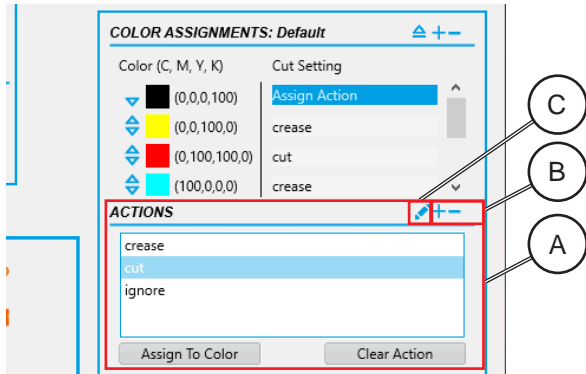 COLOR ASSIGNMENTS: Default
Color (C, M, Y, K) Cut Setting
(0,0,0,100) Assign Action
(0,0,100,0) crease
(0,100,100,0) cut
(100,0,0,0) crease
ACTIONS
crease
cut
ignore
Assign To Color Clear Action
C
B
A